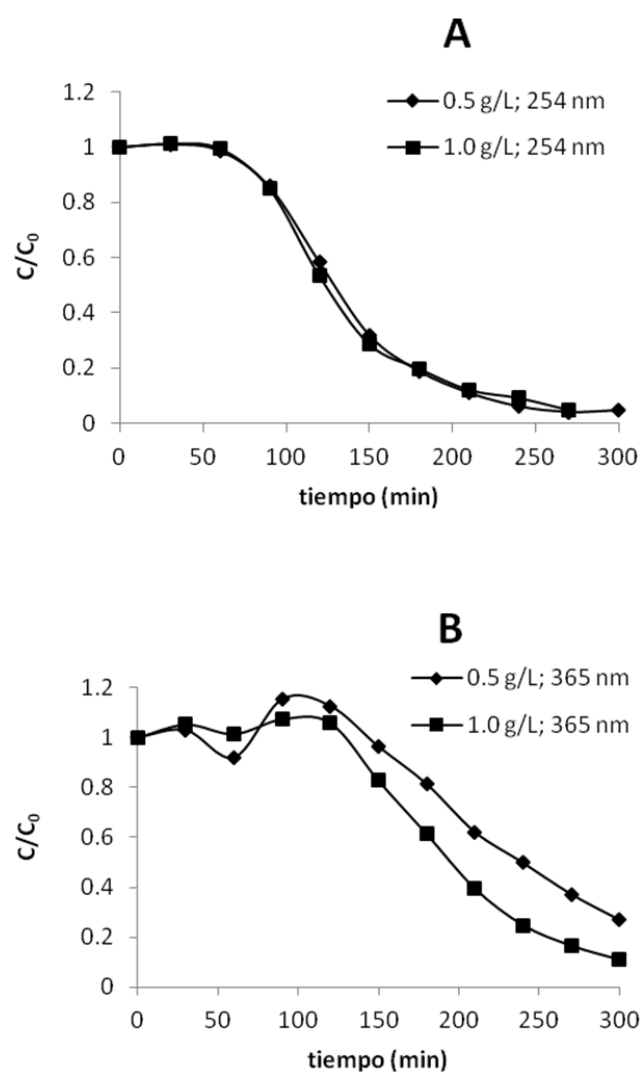 A
0.5 g/L; 254 nm
1.0 g/L; 254 nm
1.2
1
0.8
0.6
0.4
0.2
0
C/C₀
0 50 100 150 200 250 300
tiempo (min)
B
0.5 g/L; 365 nm
1.0 g/L; 365 nm
1.2
1
0.8
0.6
0.4
0.2
0
C/C₀
0 50 100 150 200 250 300
tiempo (min)